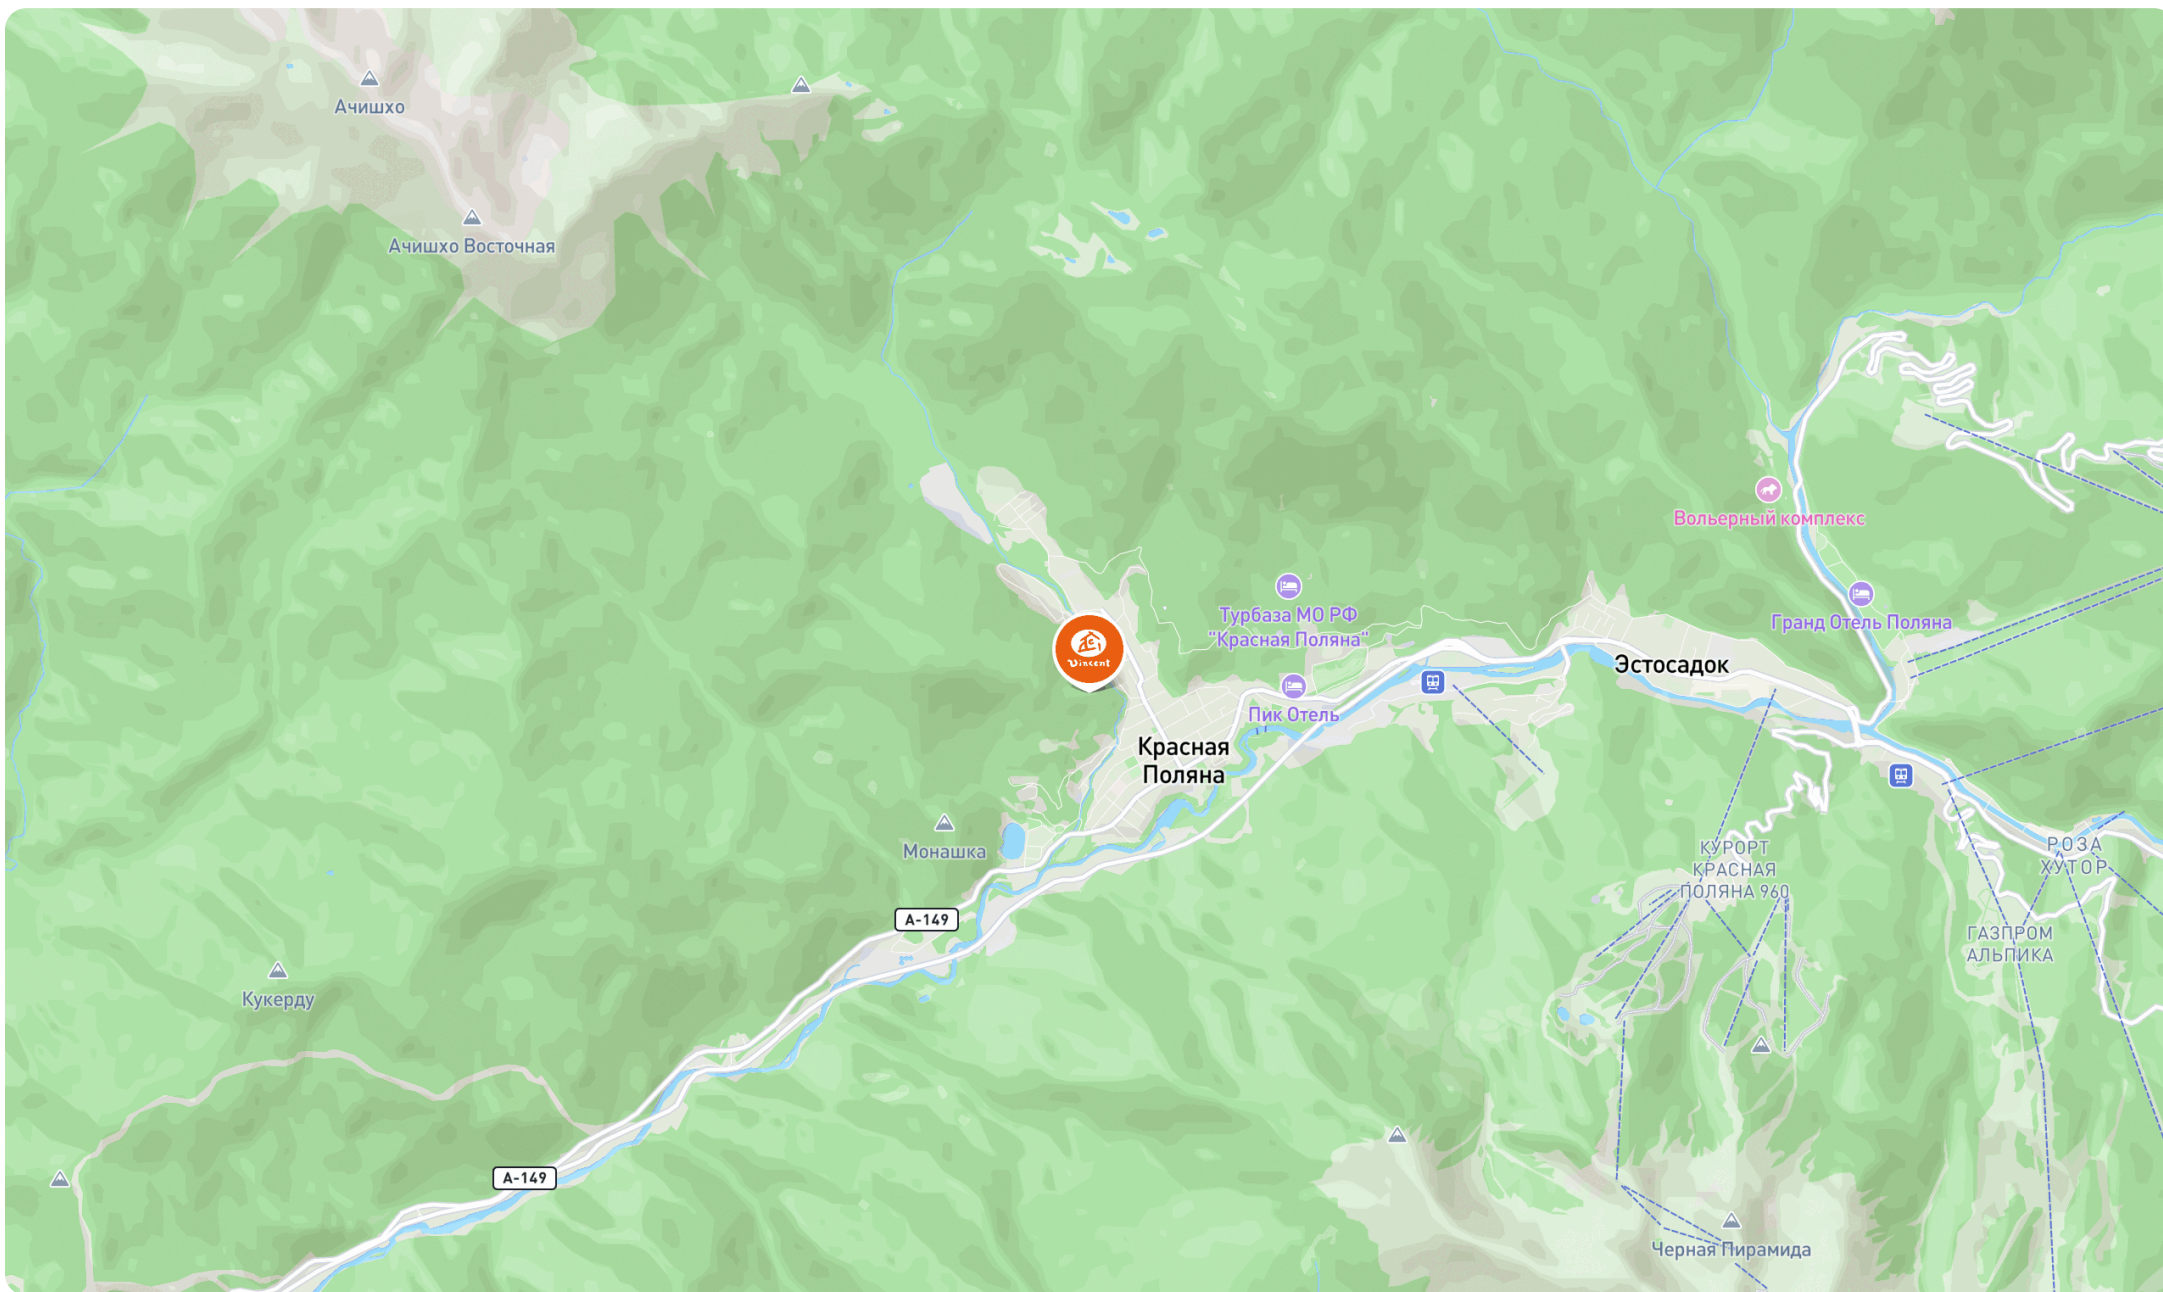 Ачишхо
Ачишхо Восточная
Вольерный комплекс
Турбаза МО РФ
"Красная Поляна"
Гранд Отель Поляна
Vincent
Эстосадок
Пик Отель
Красная
Поляна
Монашка
КУРОРТ
КРАСНАЯ
ПОЛЯНА 960
РОЗА
ХУТОР
А-149
ГАЗПРОМ
АЛЬПИКА
Кукерду
А-149
Черная Пирамида